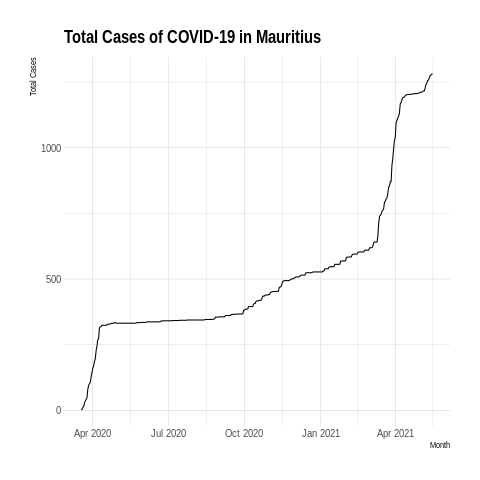 Total Cases of COVID-19 in Mauritius
Total Cases
1000
500
0
Apr 2020 Jul 2020 Oct 2020 Jan 2021 Apr 2021
Month